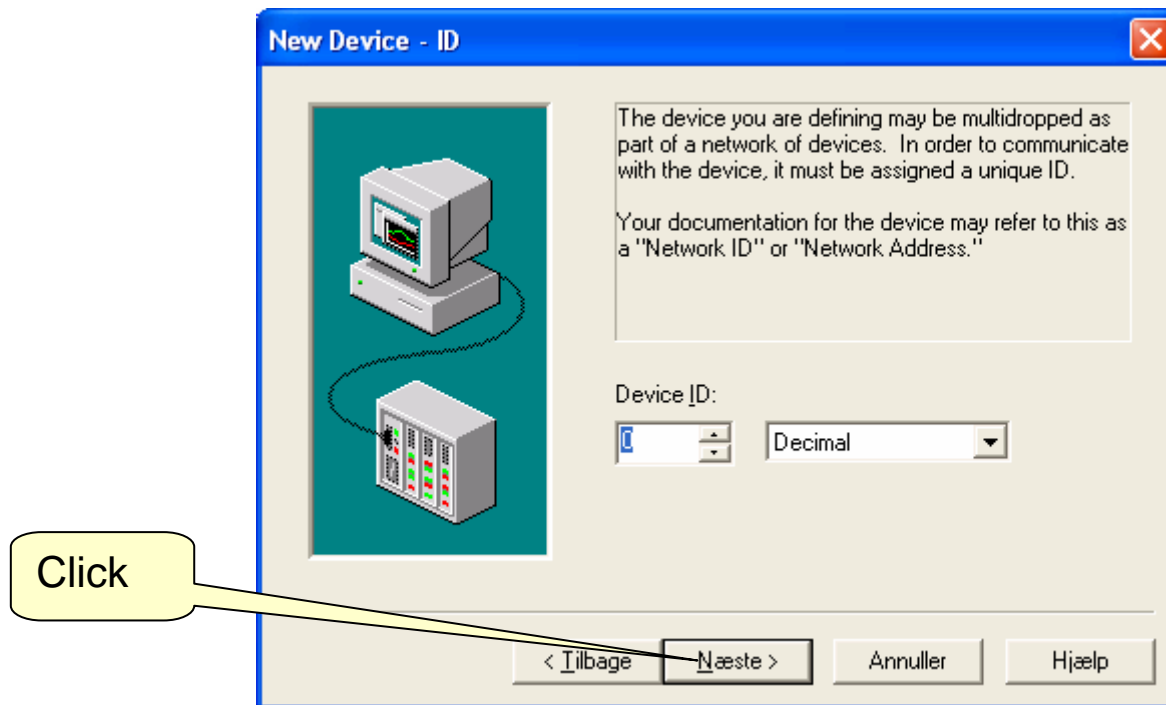 New Device - ID
The device you are defining may be multidropped as
part of a network of devices.  In order to communicate
with the device, it must be assigned a unique ID.
Your documentation for the device may refer to this as
a "Network ID" or "Network Address."
Device ID:
0 Decimal
Click
< Tilbage Næste > Annuller Hjælp